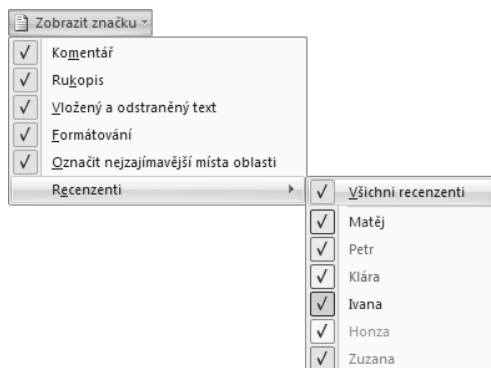 Zobrazit značku
Komentář
Rukopis
Vložený a odstraněný text
Formátování
Označit nejzajímavější místa oblasti
Recenzenti
Všichni recenzenti
Matěj
Petr
Klára
Ivana
Honza
Zuzana